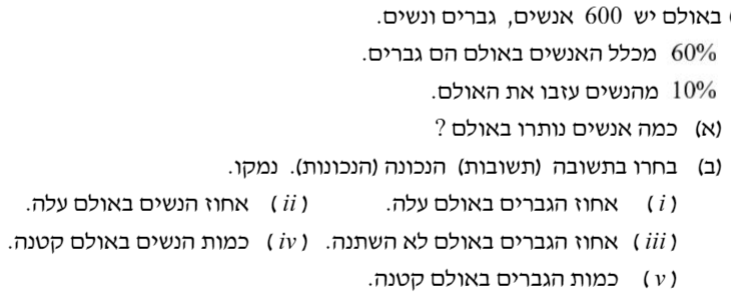 ) באולם יש 600 אנשים, גברים ונשים.
60% מכלל האנשים באולם הם גברים.
10% מהנשים עזבו את האולם.
(א) כמה אנשים נותרו באולם ?
(ב) בחרו בתשובה (תשובות) הנכונה (הנכונות). נמקו.
(i) אחוז הגברים באולם עלה. (ii) אחוז הנשים באולם עלה.
(iii) אחוז הגברים באולם לא השתנה. (iv) כמות הנשים באולם קטנה.
(v) כמות הגברים באולם קטנה.